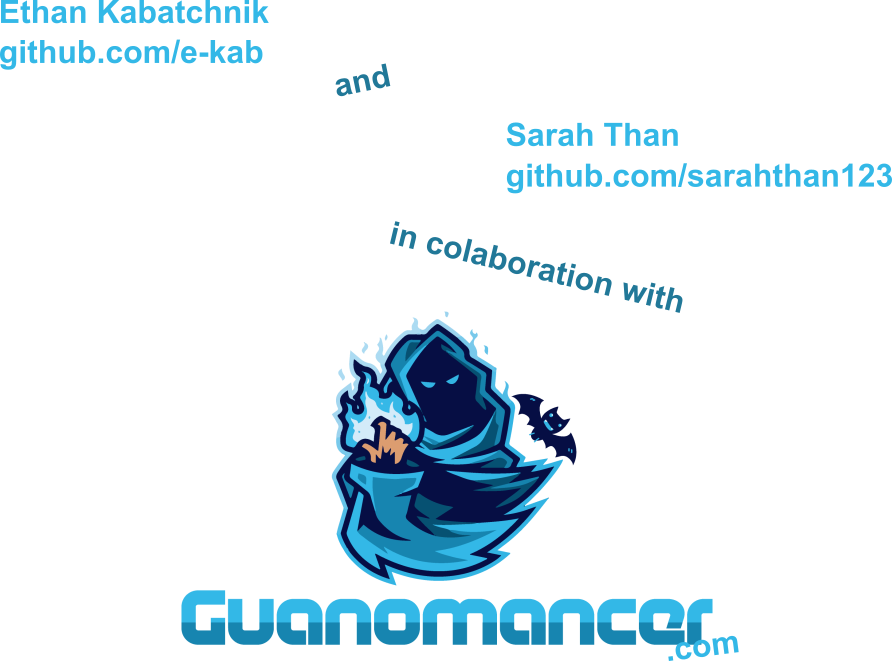 Ethan Kabatchnik
github.com/e-kab
and
Sarah Than
github.com/sarahthan123
in colaboration with
Guanomancer
.com